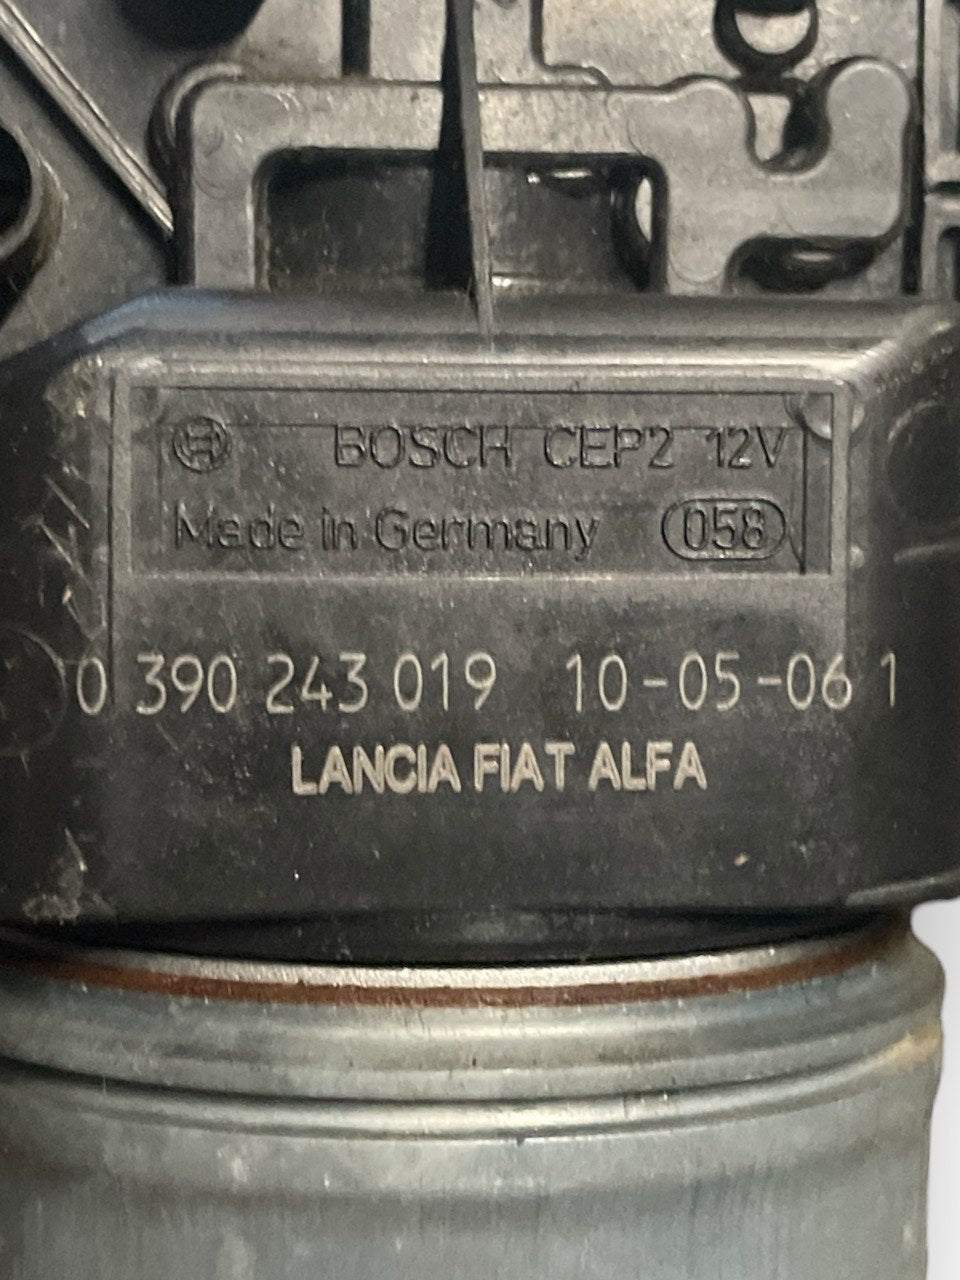 BOSCH CEP2 12V
Made in Germany 058
0 390 243 019 10-05-06 1
LANCIA FIAT ALFA